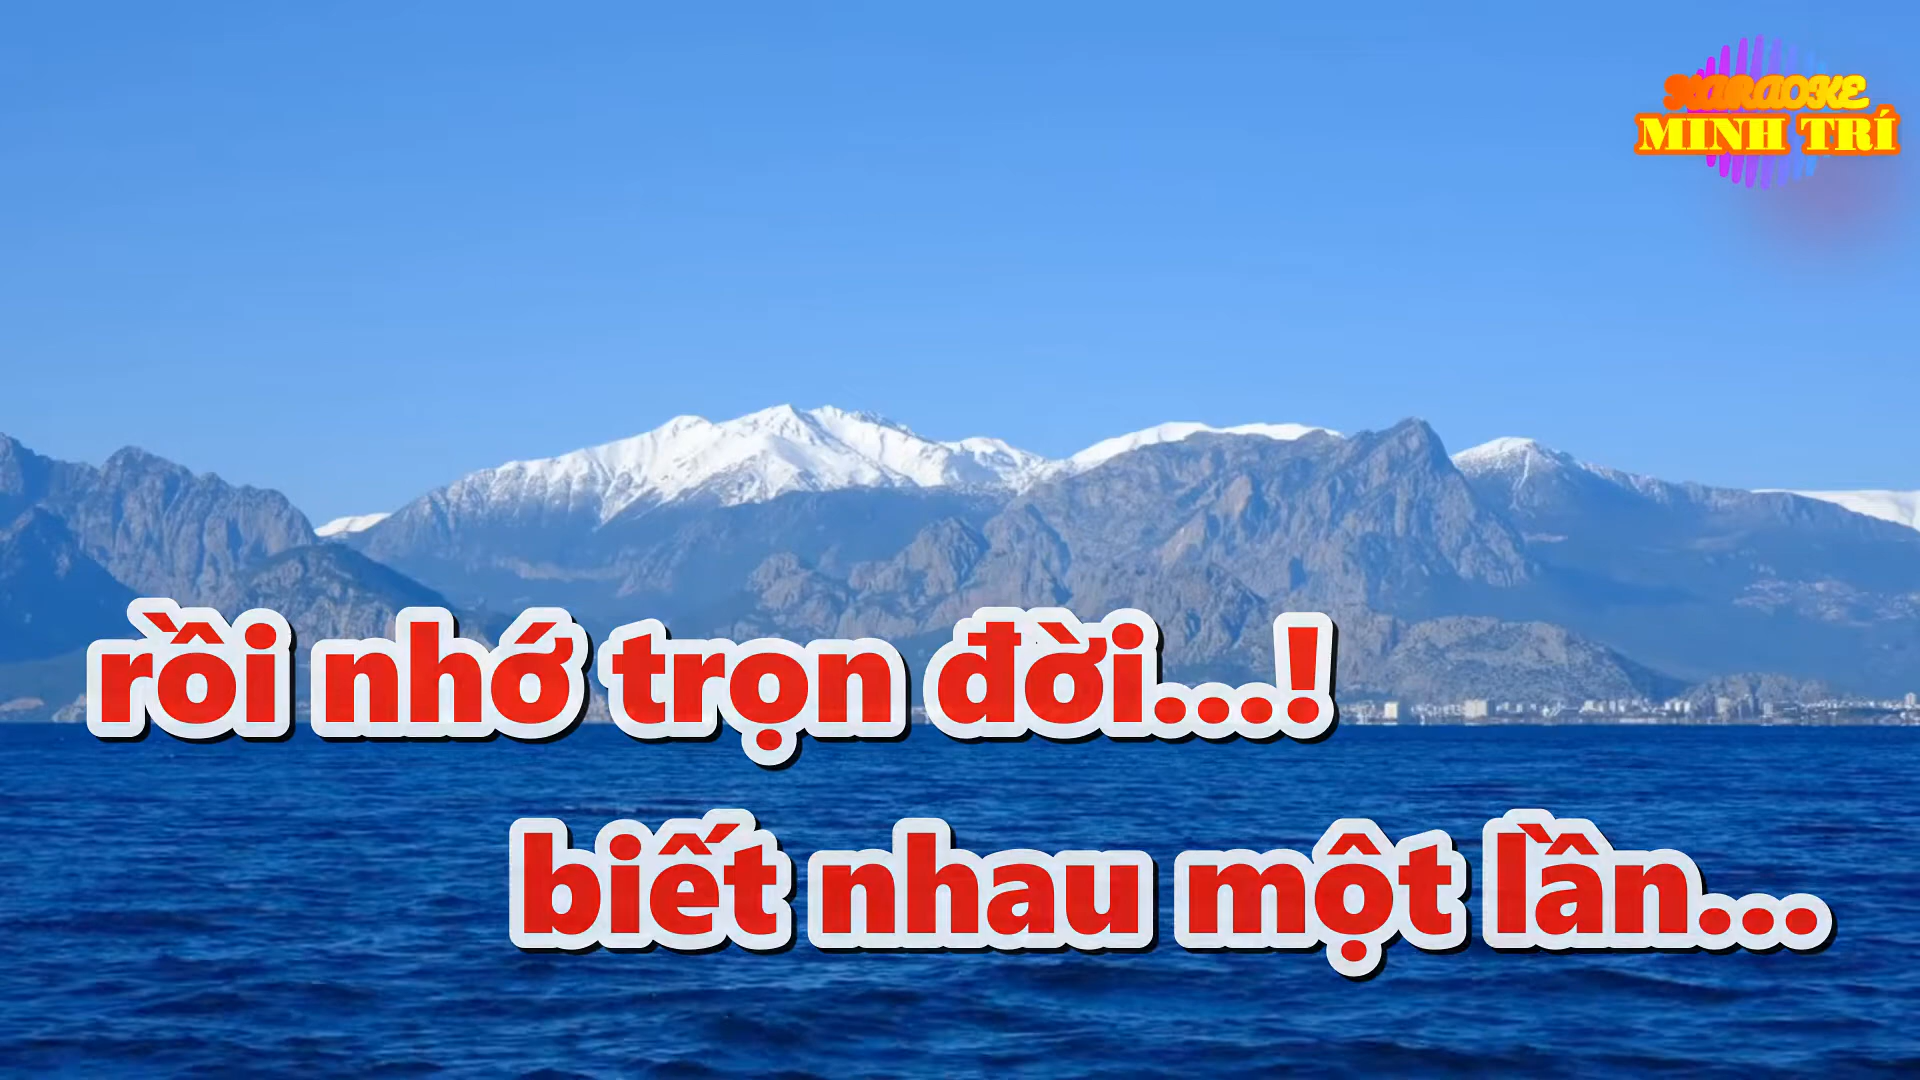 KARAOKE
MINH TRÍ
rồi nhớ trọn đời...!
biết nhau một lần...